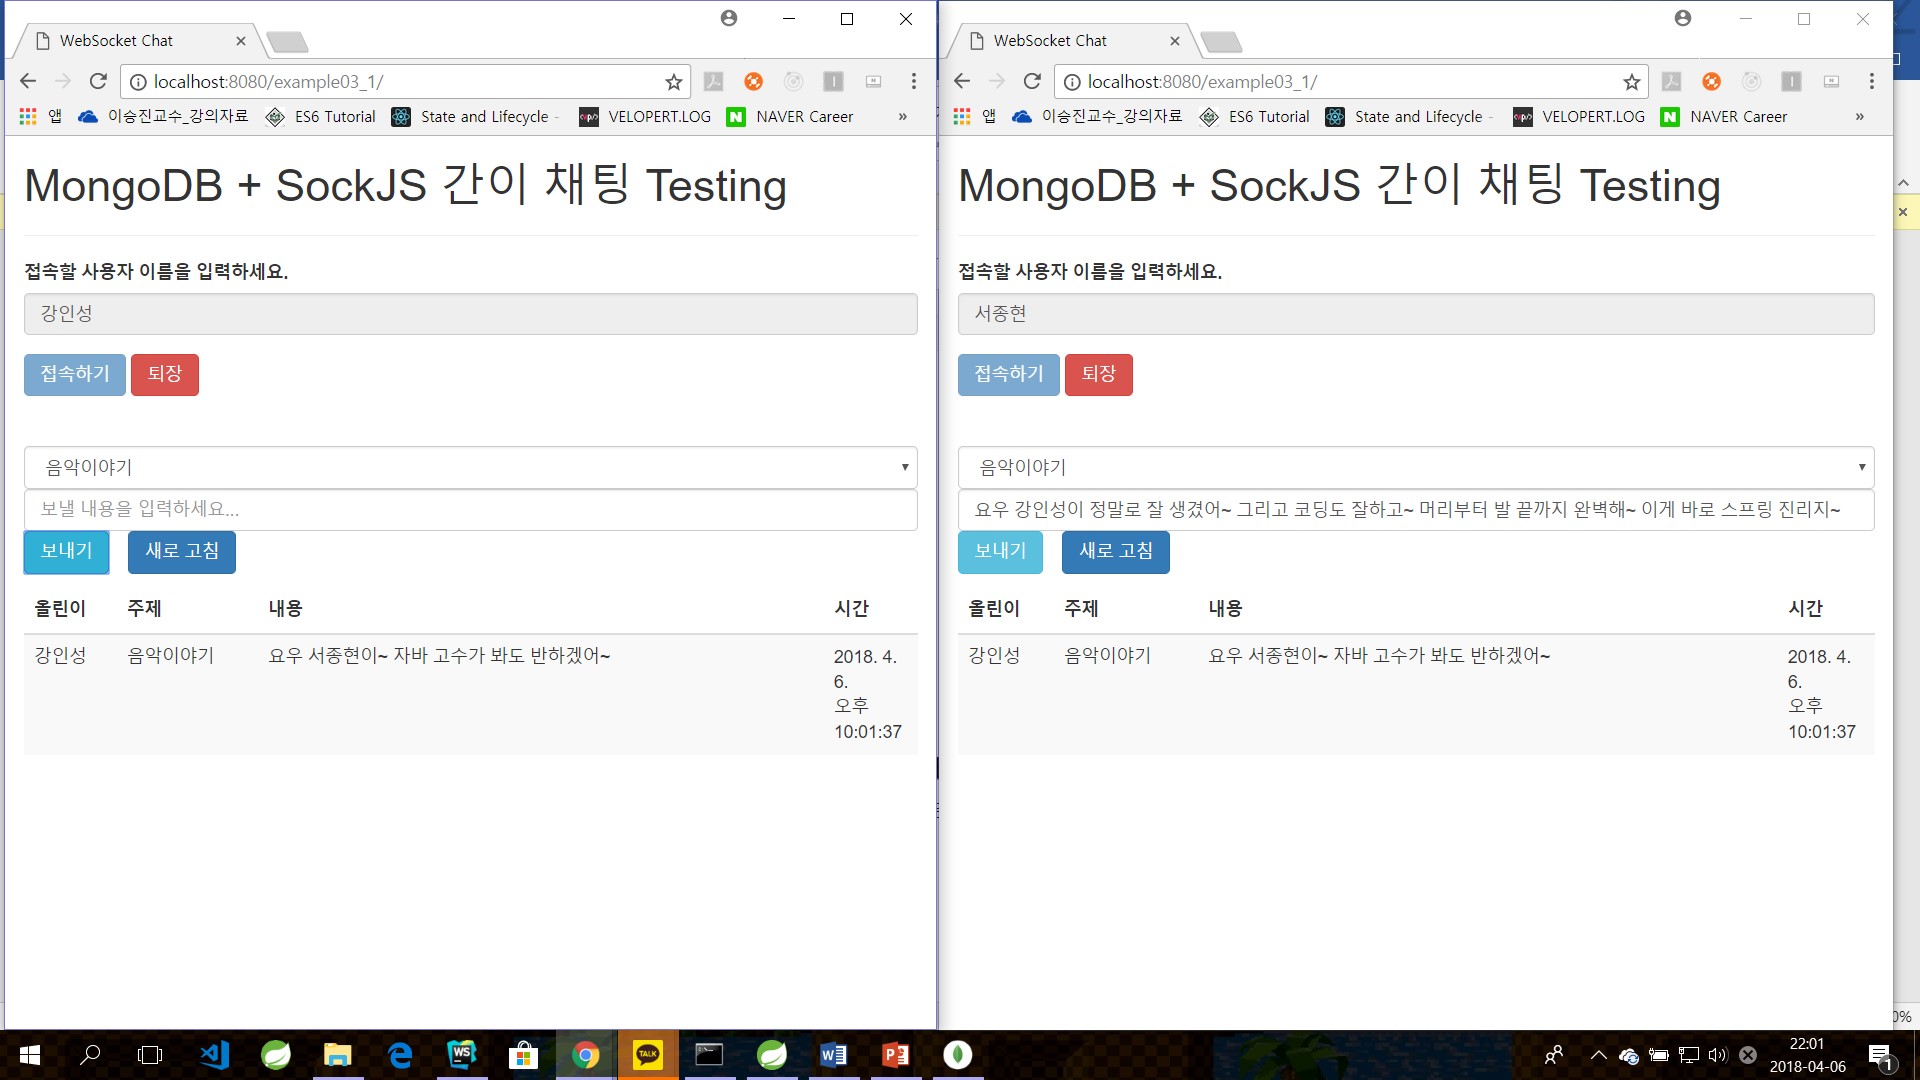 WebSocket Chat
localhost:8080/example03_1/
앱 이승진교수_강의자료 ES6 Tutorial State and Lifecycle - VELOPERT.LOG NAVER Career »
MongoDB + SockJS 간이 채팅 Testing
접속할 사용자 이름을 입력하세요.
강인성
접속하기 퇴장
음악이야기
보낼 내용을 입력하세요...
보내기 새로 고침
올린이 주제 내용 시간
강인성 음악이야기 요우 서종현이~ 자바 고수가 봐도 반하겠어~ 2018. 4.
6.
오후
10:01:37
WebSocket Chat
localhost:8080/example03_1/
앱 이승진교수_강의자료 ES6 Tutorial State and Lifecycle - VELOPERT.LOG NAVER Career »
MongoDB + SockJS 간이 채팅 Testing
접속할 사용자 이름을 입력하세요.
서종현
접속하기 퇴장
음악이야기
요우 강인성이 정말로 잘 생겼어~ 그리고 코딩도 잘하고~ 머리부터 발 끝까지 완벽해~ 이게 바로 스프링 진리지~
보내기 새로 고침
올린이 주제 내용 시간
강인성 음악이야기 요우 서종현이~ 자바 고수가 봐도 반하겠어~ 2018. 4.
6.
오후
10:01:37
0%
WS
TALK
22:01
2018-04-06
1